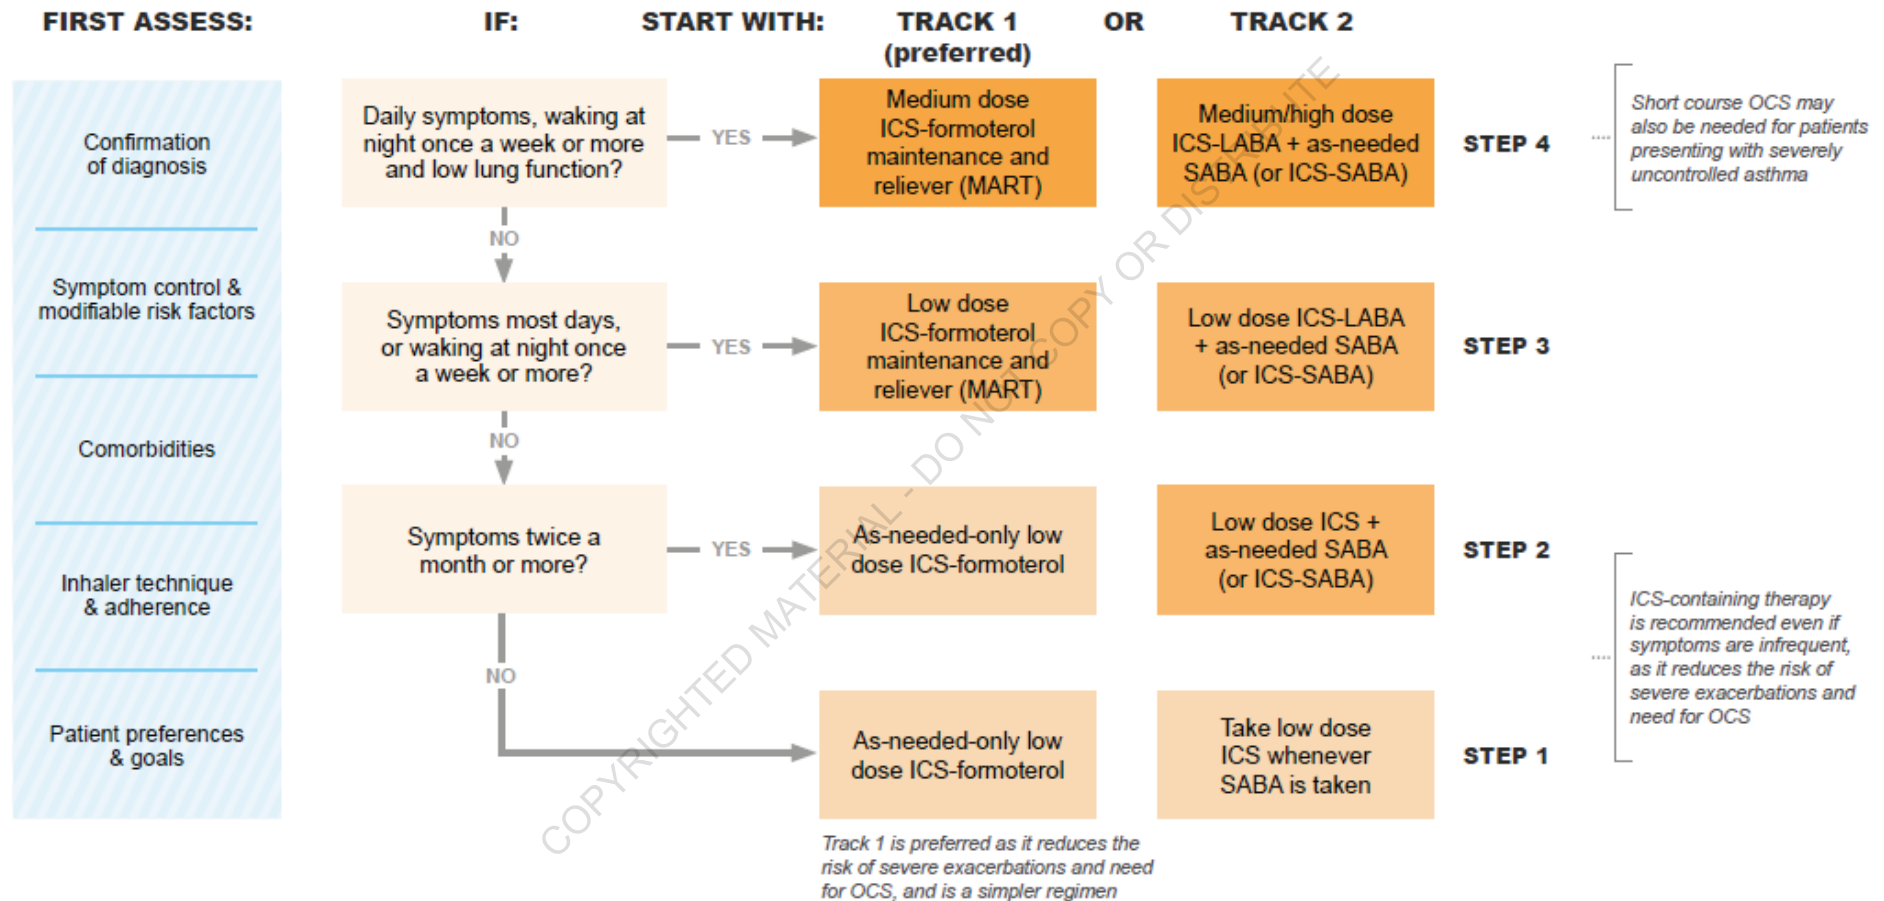 FIRST ASSESS:
IF:
START WITH:
TRACK 1
(preferred)
OR
TRACK 2
Confirmation
of diagnosis
Symptom control &
modifiable risk factors
Comorbidities
Inhaler technique
& adherence
Patient preferences
& goals
Daily symptoms, waking at
night once a week or more
and low lung function?
YES
Medium dose
ICS-formoterol
maintenance and
reliever (MART)
Medium/high dose
ICS-LABA + as-needed
SABA (or ICS-SABA)
STEP 4
Short course OCS may
also be needed for patients
presenting with severely
uncontrolled asthma
NO
Symptoms most days,
or waking at night once
a week or more?
YES
Low dose
ICS-formoterol
maintenance and
reliever (MART)
Low dose ICS-LABA
+ as-needed SABA
(or ICS-SABA)
STEP 3
NO
Symptoms twice a
month or more?
YES
As-needed-only low
dose ICS-formoterol
Low dose ICS +
as-needed SABA
(or ICS-SABA)
STEP 2
ICS-containing therapy
is recommended even if
symptoms are infrequent,
as it reduces the risk of
severe exacerbations and
need for OCS
NO
As-needed-only low
dose ICS-formoterol
Take low dose
ICS whenever
SABA is taken
STEP 1
Track 1 is preferred as it reduces the
risk of severe exacerbations and need
for OCS, and is a simpler regimen
COPYRIGHTED MATERIAL - DO NOT COPY OR DISTRIBUTE